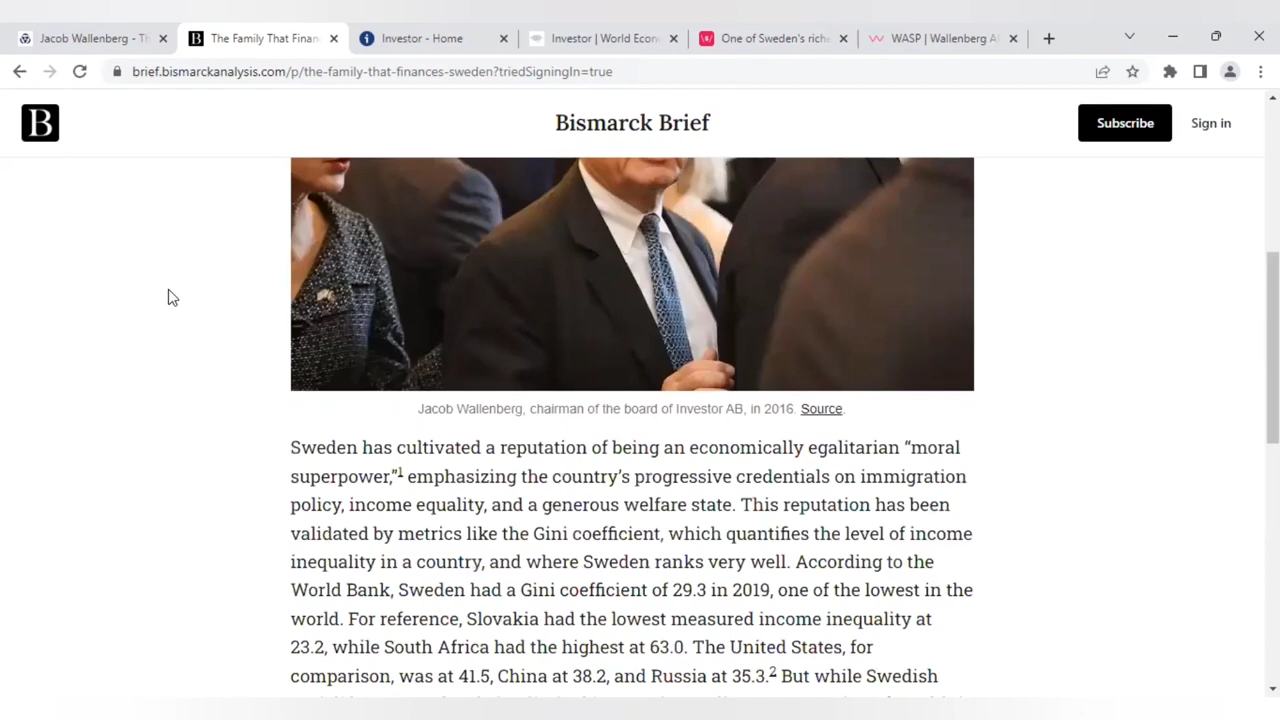 Jacob Wallenberg - Th
The Family That Finan
Investor - Home
Investor | World Econ
One of Sweden's riche
WASP | Wallenberg A
brief.bismarckanalysis.com/p/the-family-that-finances-sweden?triedSigningIn=true
B
Bismarck Brief
Subscribe
Sign in
Jacob Wallenberg, chairman of the board of Investor AB, in 2016. Source.
Sweden has cultivated a reputation of being an economically egalitarian “moral
superpower,”1 emphasizing the country’s progressive credentials on immigration
policy, income equality, and a generous welfare state. This reputation has been
validated by metrics like the Gini coefficient, which quantifies the level of income
inequality in a country, and where Sweden ranks very well. According to the
World Bank, Sweden had a Gini coefficient of 29.3 in 2019, one of the lowest in the
world. For reference, Slovakia had the lowest measured income inequality at
23.2, while South Africa had the highest at 63.0. The United States, for
comparison, was at 41.5, China at 38.2, and Russia at 35.3.2 But while Swedish